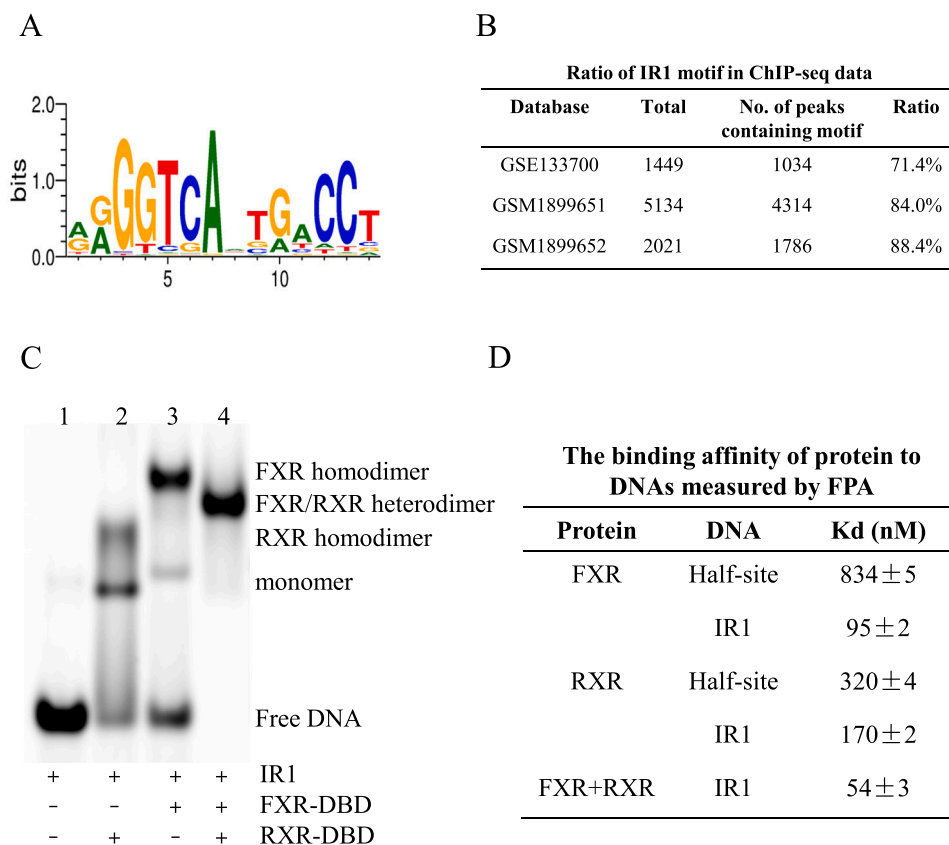 A
2.0
1.0
0.0
bits
5
10
B
Ratio of IR1 motif in ChIP-seq data
Database Total No. of peaks containing motif Ratio
GSE133700 1449 1034 71.4%
GSM1899651 5134 4314 84.0%
GSM1899652 2021 1786 88.4%
C
1 2 3 4
FXR homodimer
FXR/RXR heterodimer
RXR homodimer
monomer
Free DNA
+ + + + IR1
- - + + FXR-DBD
- + - + RXR-DBD
D
The binding affinity of protein to
DNAs measured by FPA
Protein DNA Kd (nM)
FXR Half-site 834±5
IR1 95±2
RXR Half-site 320±4
IR1 170±2
FXR+RXR IR1 54±3